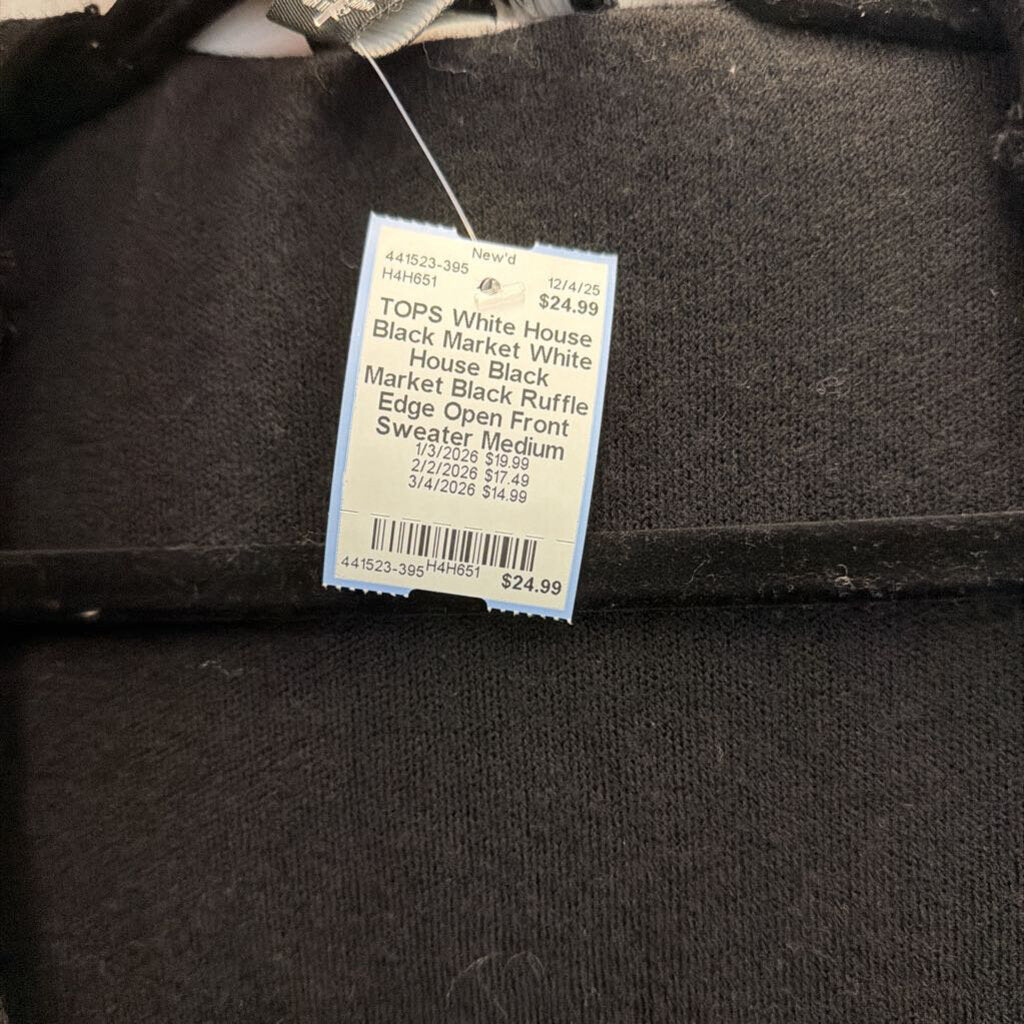 New'd
441523-395
H4H651
12/4/25
$24.99
TOPS White House
Black Market White
House Black
Market Black Ruffle
Edge Open Front
Sweater Medium
1/3/2026 $19.99
2/2/2026 $17.49
3/4/2026 $14.99
441523-395 H4H651 $24.99